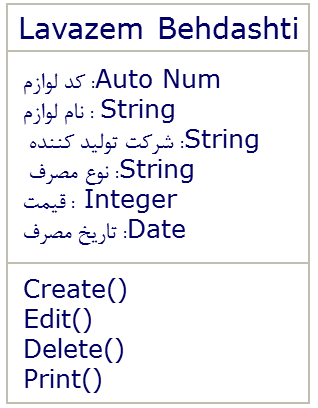 Lavazem Behdashti
کد لوازم :Auto Num
نام لوازم : String
شرکت تولید کننده :String
نوع مصرف :String
قیمت : Integer
تاریخ مصرف :Date
Create()
Edit()
Delete()
Print()